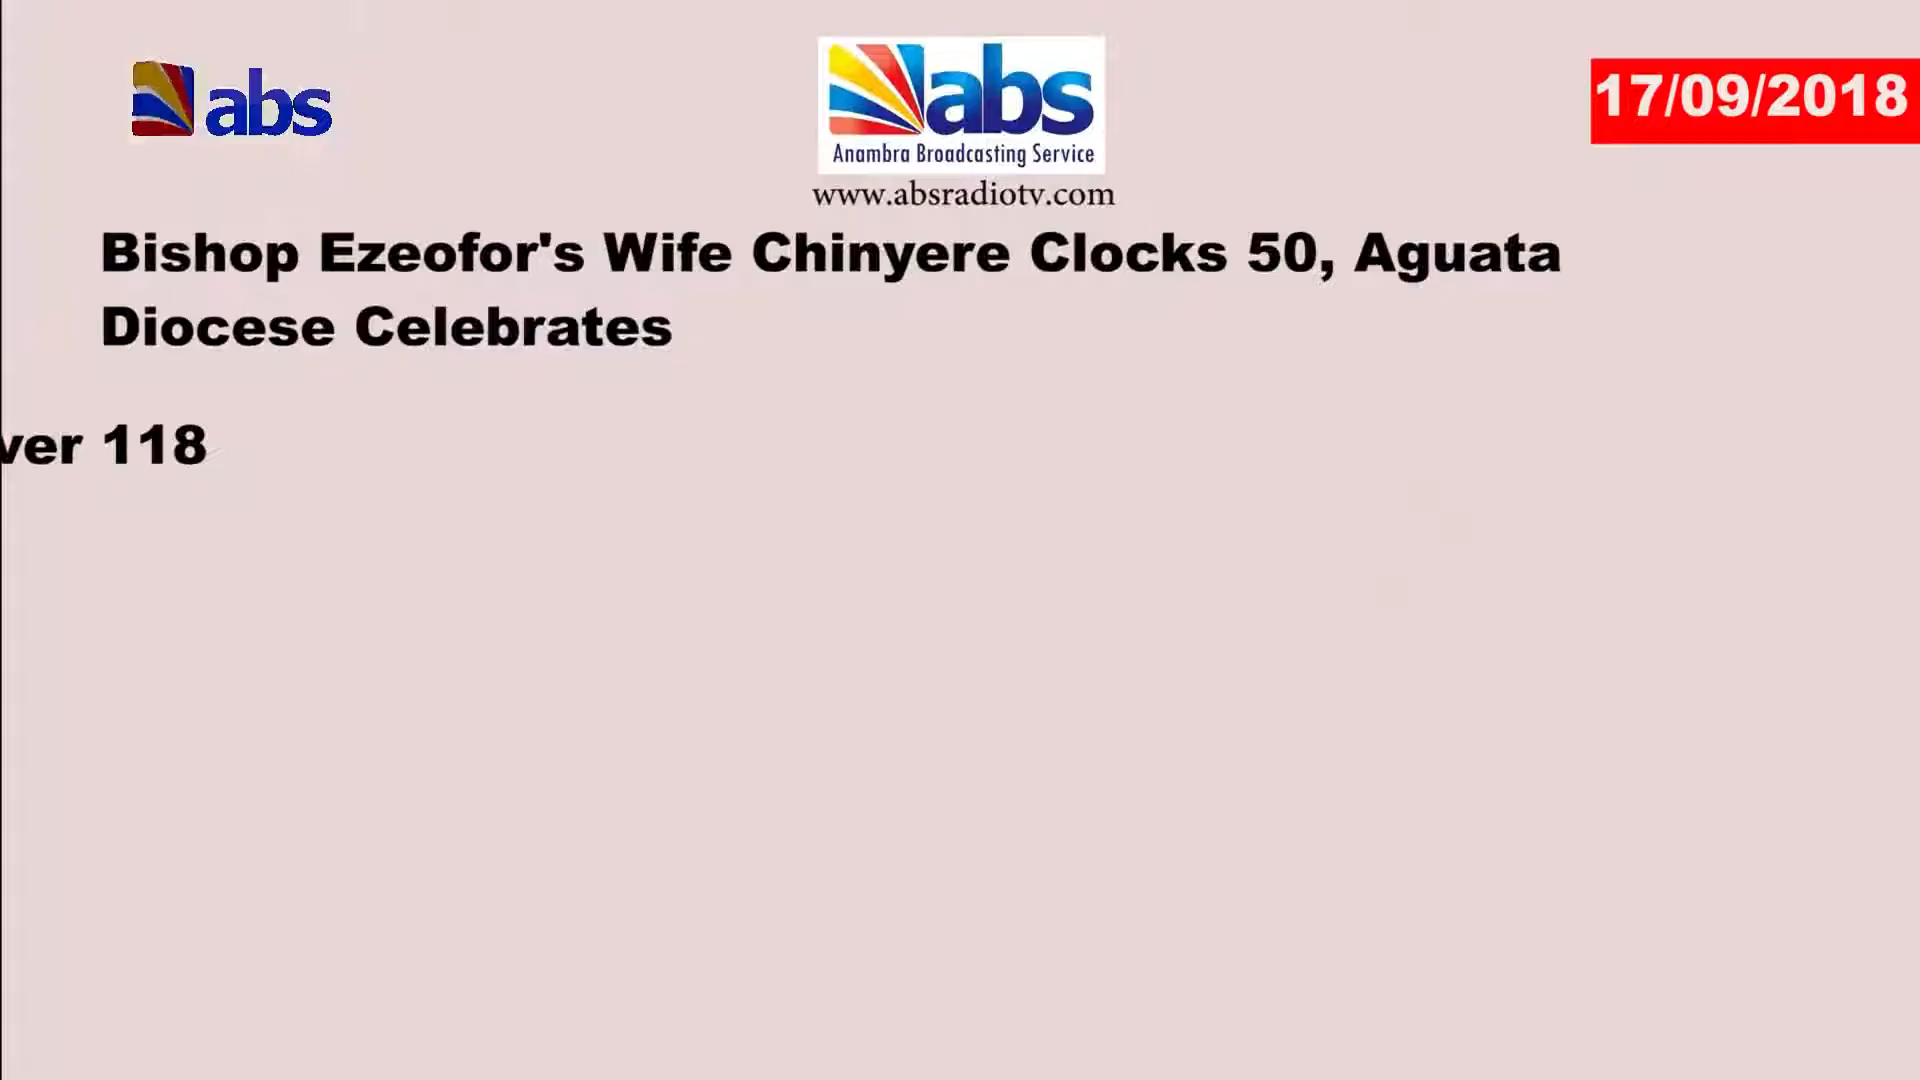 abs
abs
Anambra Broadcasting Service
www.absradiotv.com
17/09/2018
Bishop Ezeofor's Wife Chinyere Clocks 50, Aguata
Diocese Celebrates
118